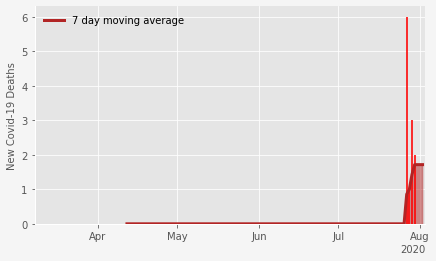 7 day moving average
New Covid-19 Deaths
6
5
4
3
2
1
0
Apr
May
Jun
Jul
Aug
2020